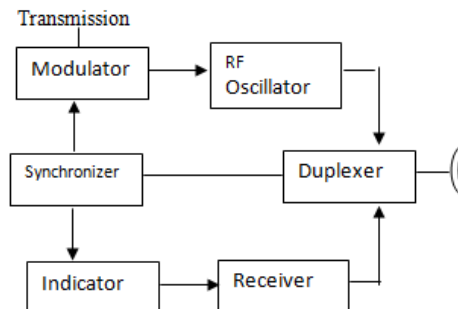 Transmission
Modulator
RF
Oscillator
Synchronizer
Duplexer
Indicator
Receiver